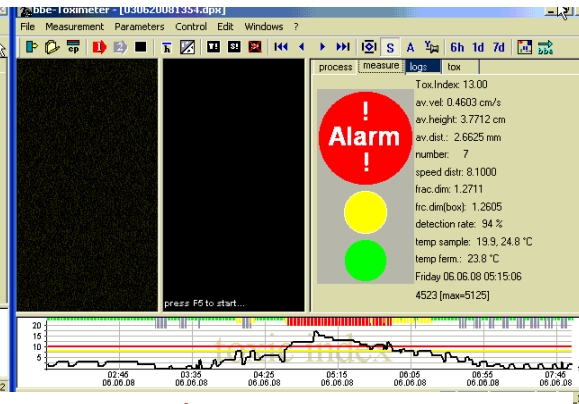 bbe-Toximeter - [030620081354.dpx]
File Measurement Parameters Control Edit Windows ?
S A 6h 1d 7d
process measure logs tox
Tox.Index: 13.00
av.vel: 0.4603 cm/s
av.height: 3.7712 cm
av.dist.: 2.6625 mm
number: 7
speed distr: 8.1000
frac.dim: 1.2711
frc.dim(box): 1.2605
detection rate: 94 %
temp sample: 19.9, 24.8 °C
temp ferm.: 23.8 °C
Friday 06.06.08 05:15:06
4523 [max=5125]
!
Alarm
!
press F5 to start...
toxic index
20
15
10
5
02:46 03:35 04:25 05:15 06:05 06:55 07:46
06.06.08 06.06.08 06.06.08 06.06.08 06.06.08 06.06.08 06.06.08